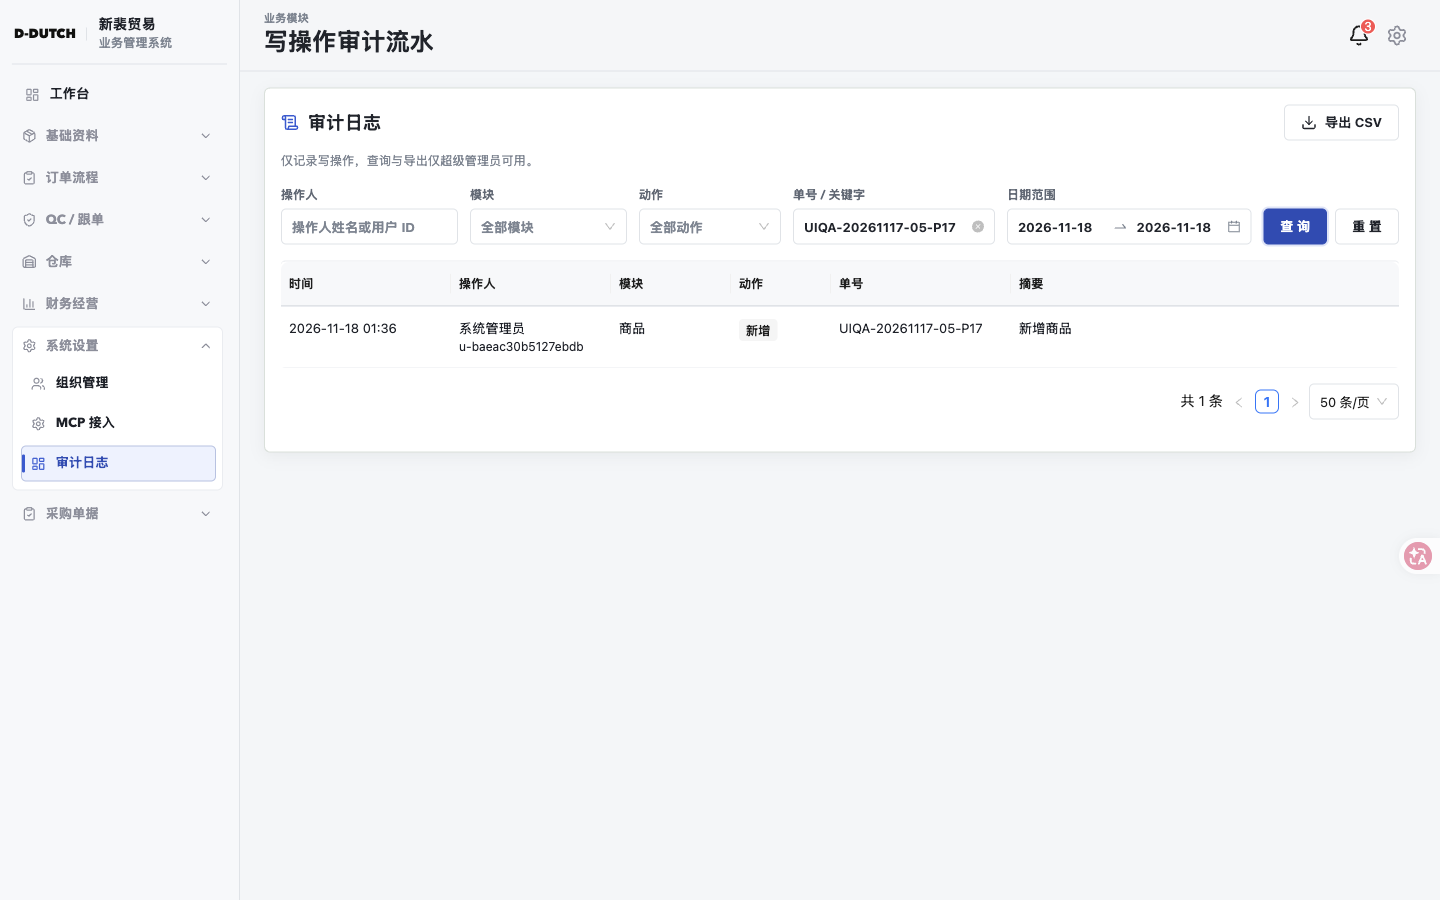 D-DUTCH
新装贸易
业务管理系统
工作台
基础资料
订单流程
QC / 跟单
仓库
财务经营
系统设置
组织管理
MCP 接入
审计日志
采购单据
业务模块
写操作审计流水
3
审计日志
导出 CSV
仅记录写操作，查询与导出仅超级管理员可用。
操作人 模块 动作 单号 / 关键字 日期范围
操作人姓名或用户 ID 全部模块 全部动作 UIQA-20261117-05-P17 2026-11-18 → 2026-11-18 查 询 重 置
时间 操作人 模块 动作 单号 摘要
2026-11-18 01:36 系统管理员 商品 新增 UIQA-20261117-05-P17 新增商品
u-baeac30b5127ebdb
共 1 条 < 1 > 50 条/页